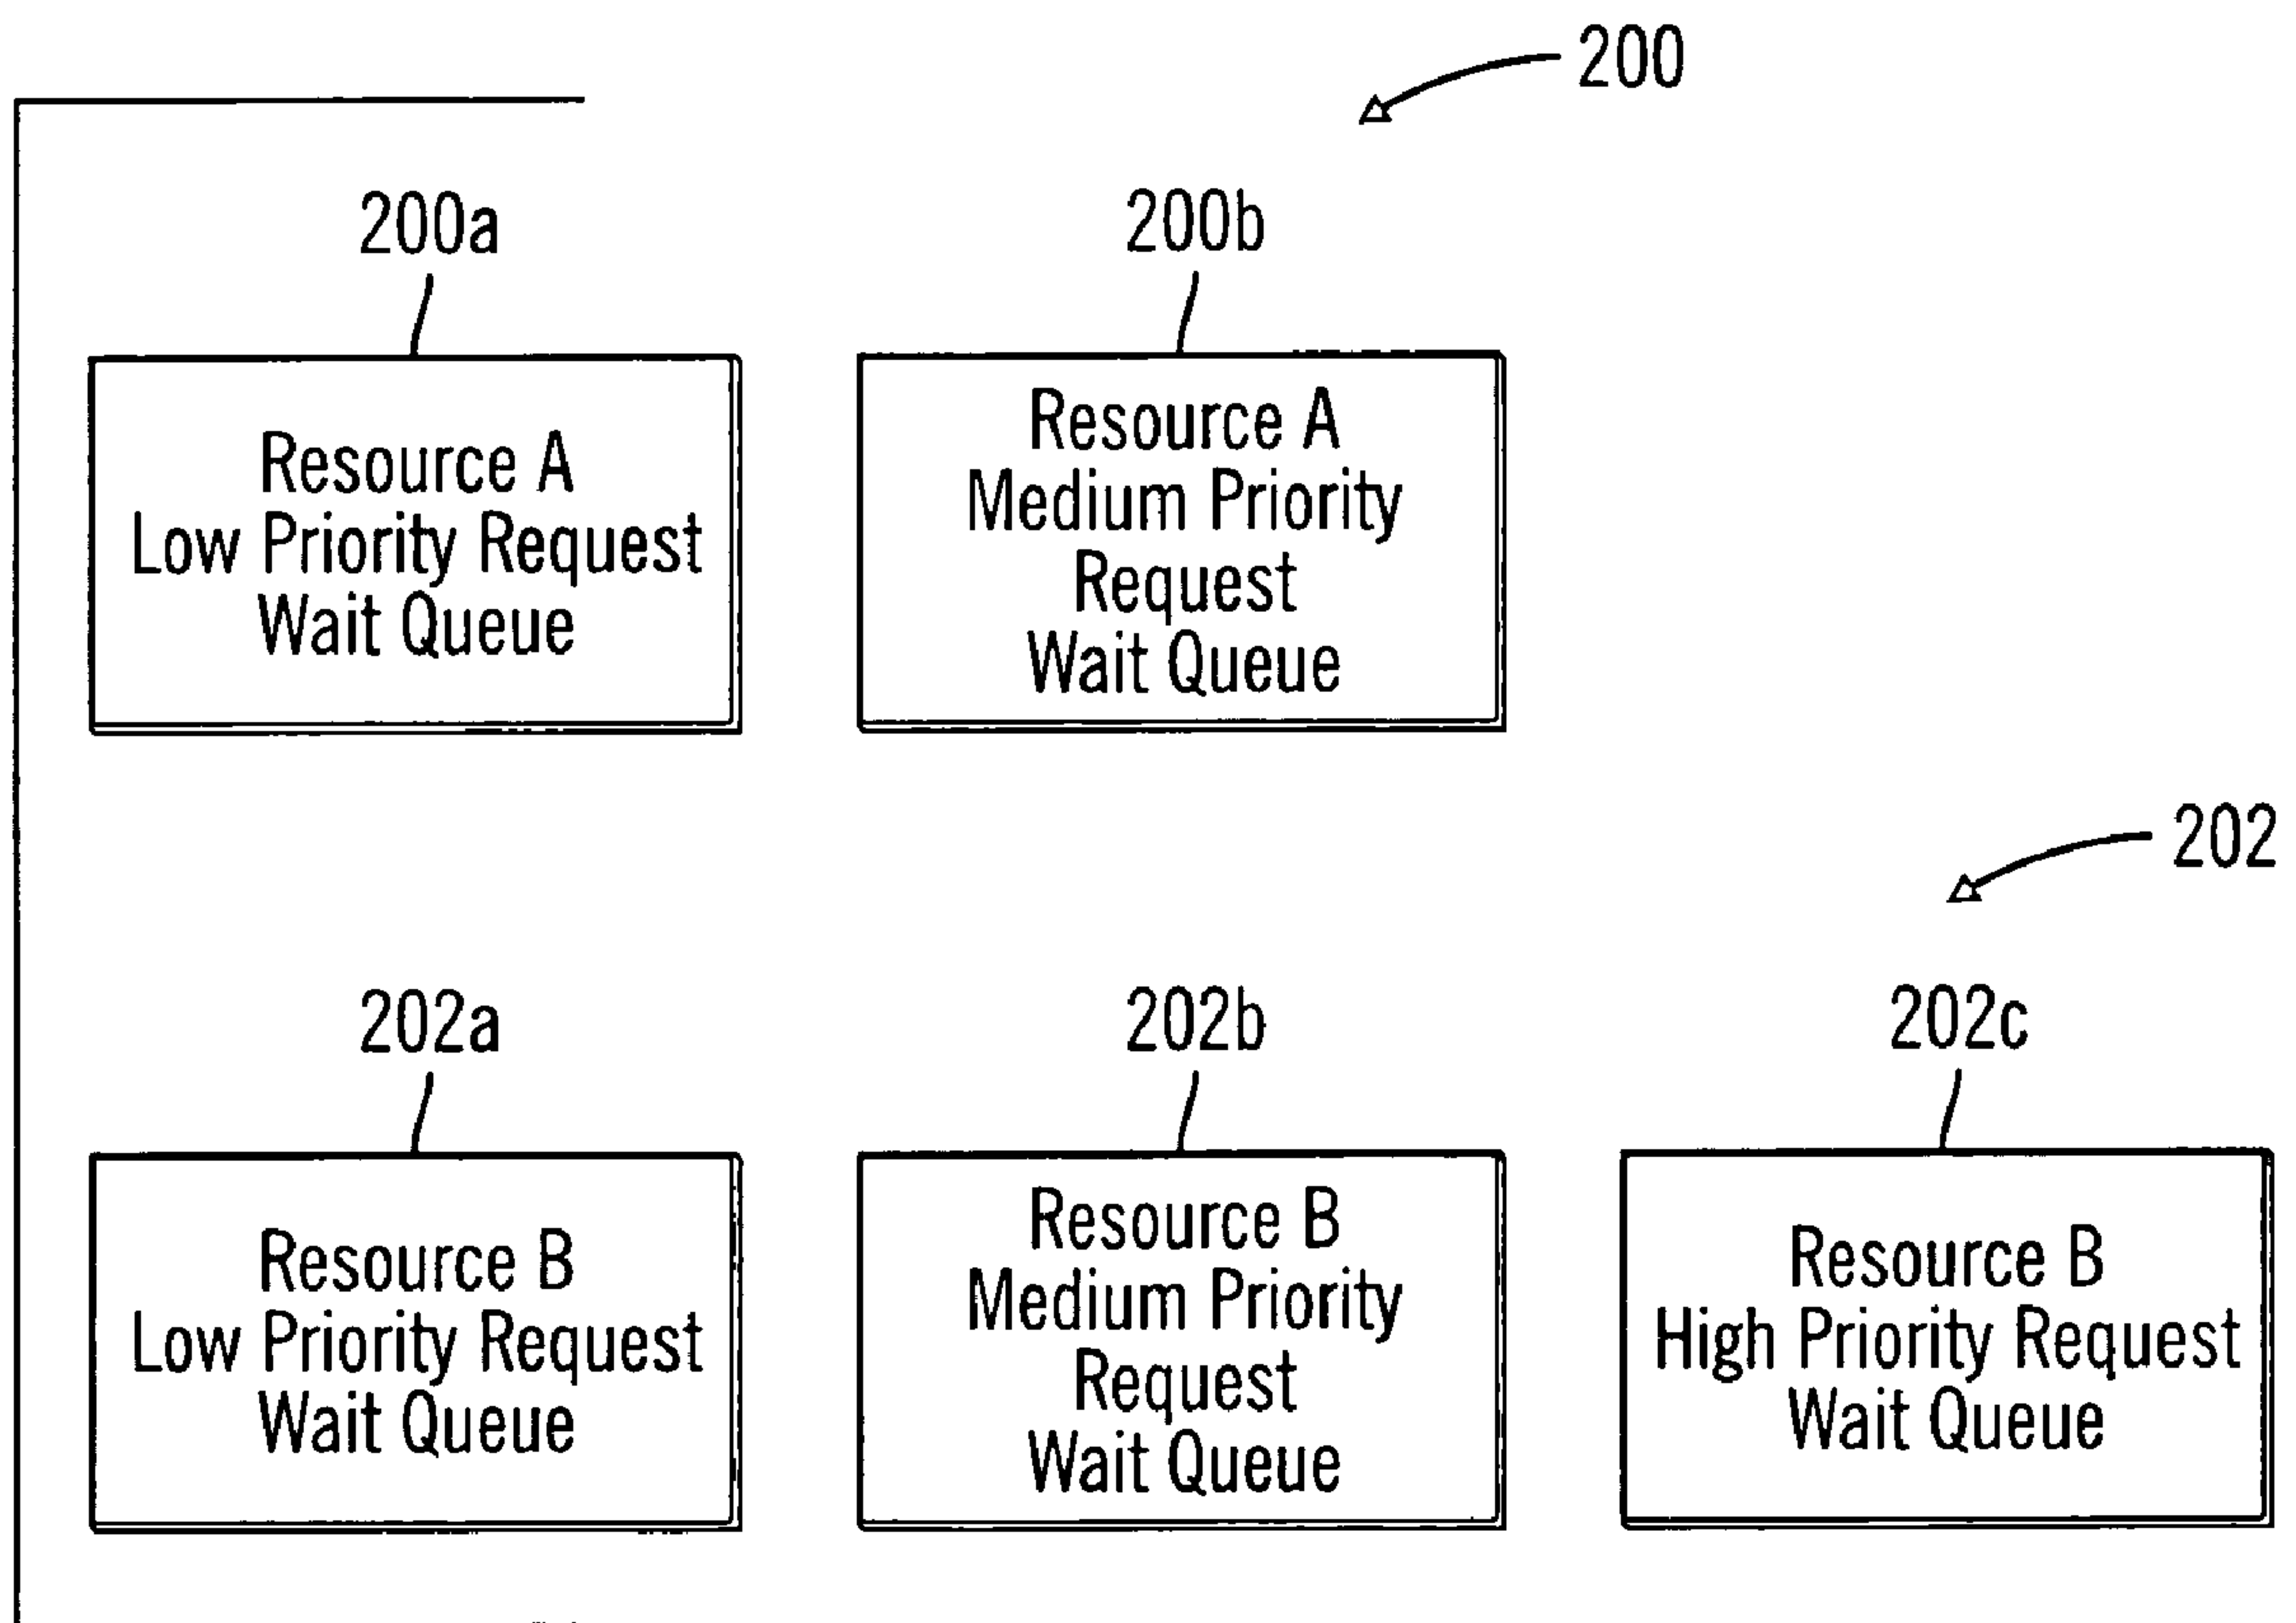 200
200a
200b
Resource A
Low Priority Request
Wait Queue
Resource A
Medium Priority
Request
Wait Queue
202
202a
202b
202c
Resource B
Low Priority Request
Wait Queue
Resource B
Medium Priority
Request
Wait Queue
Resource B
High Priority Request
Wait Queue